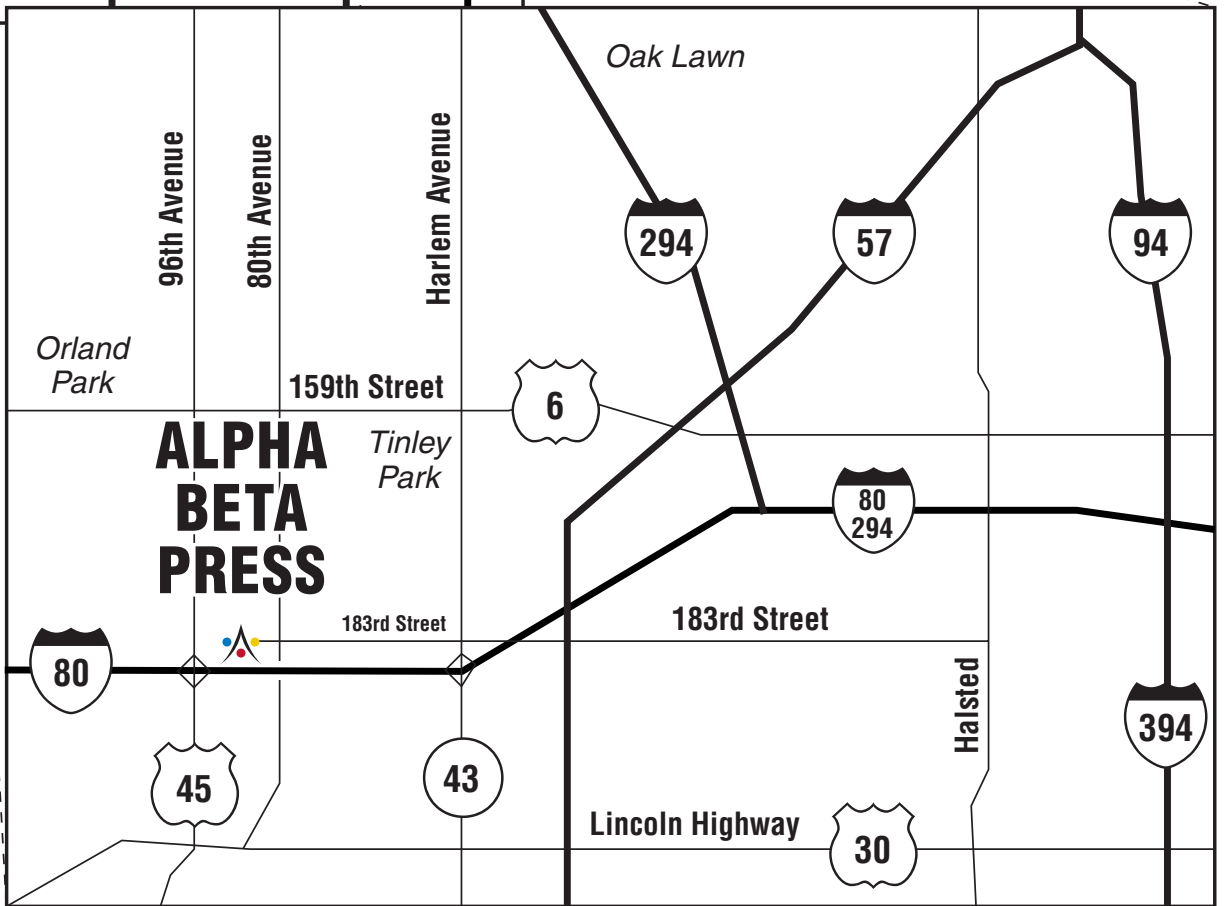 Oak Lawn
96th Avenue
80th Avenue
Harlem Avenue
294
57
94
Orland
Park
159th Street
6
ALPHA
BETA
PRESS
Tinley
Park
80
294
183rd Street
183rd Street
80
Halsted
394
45
43
Lincoln Highway
30